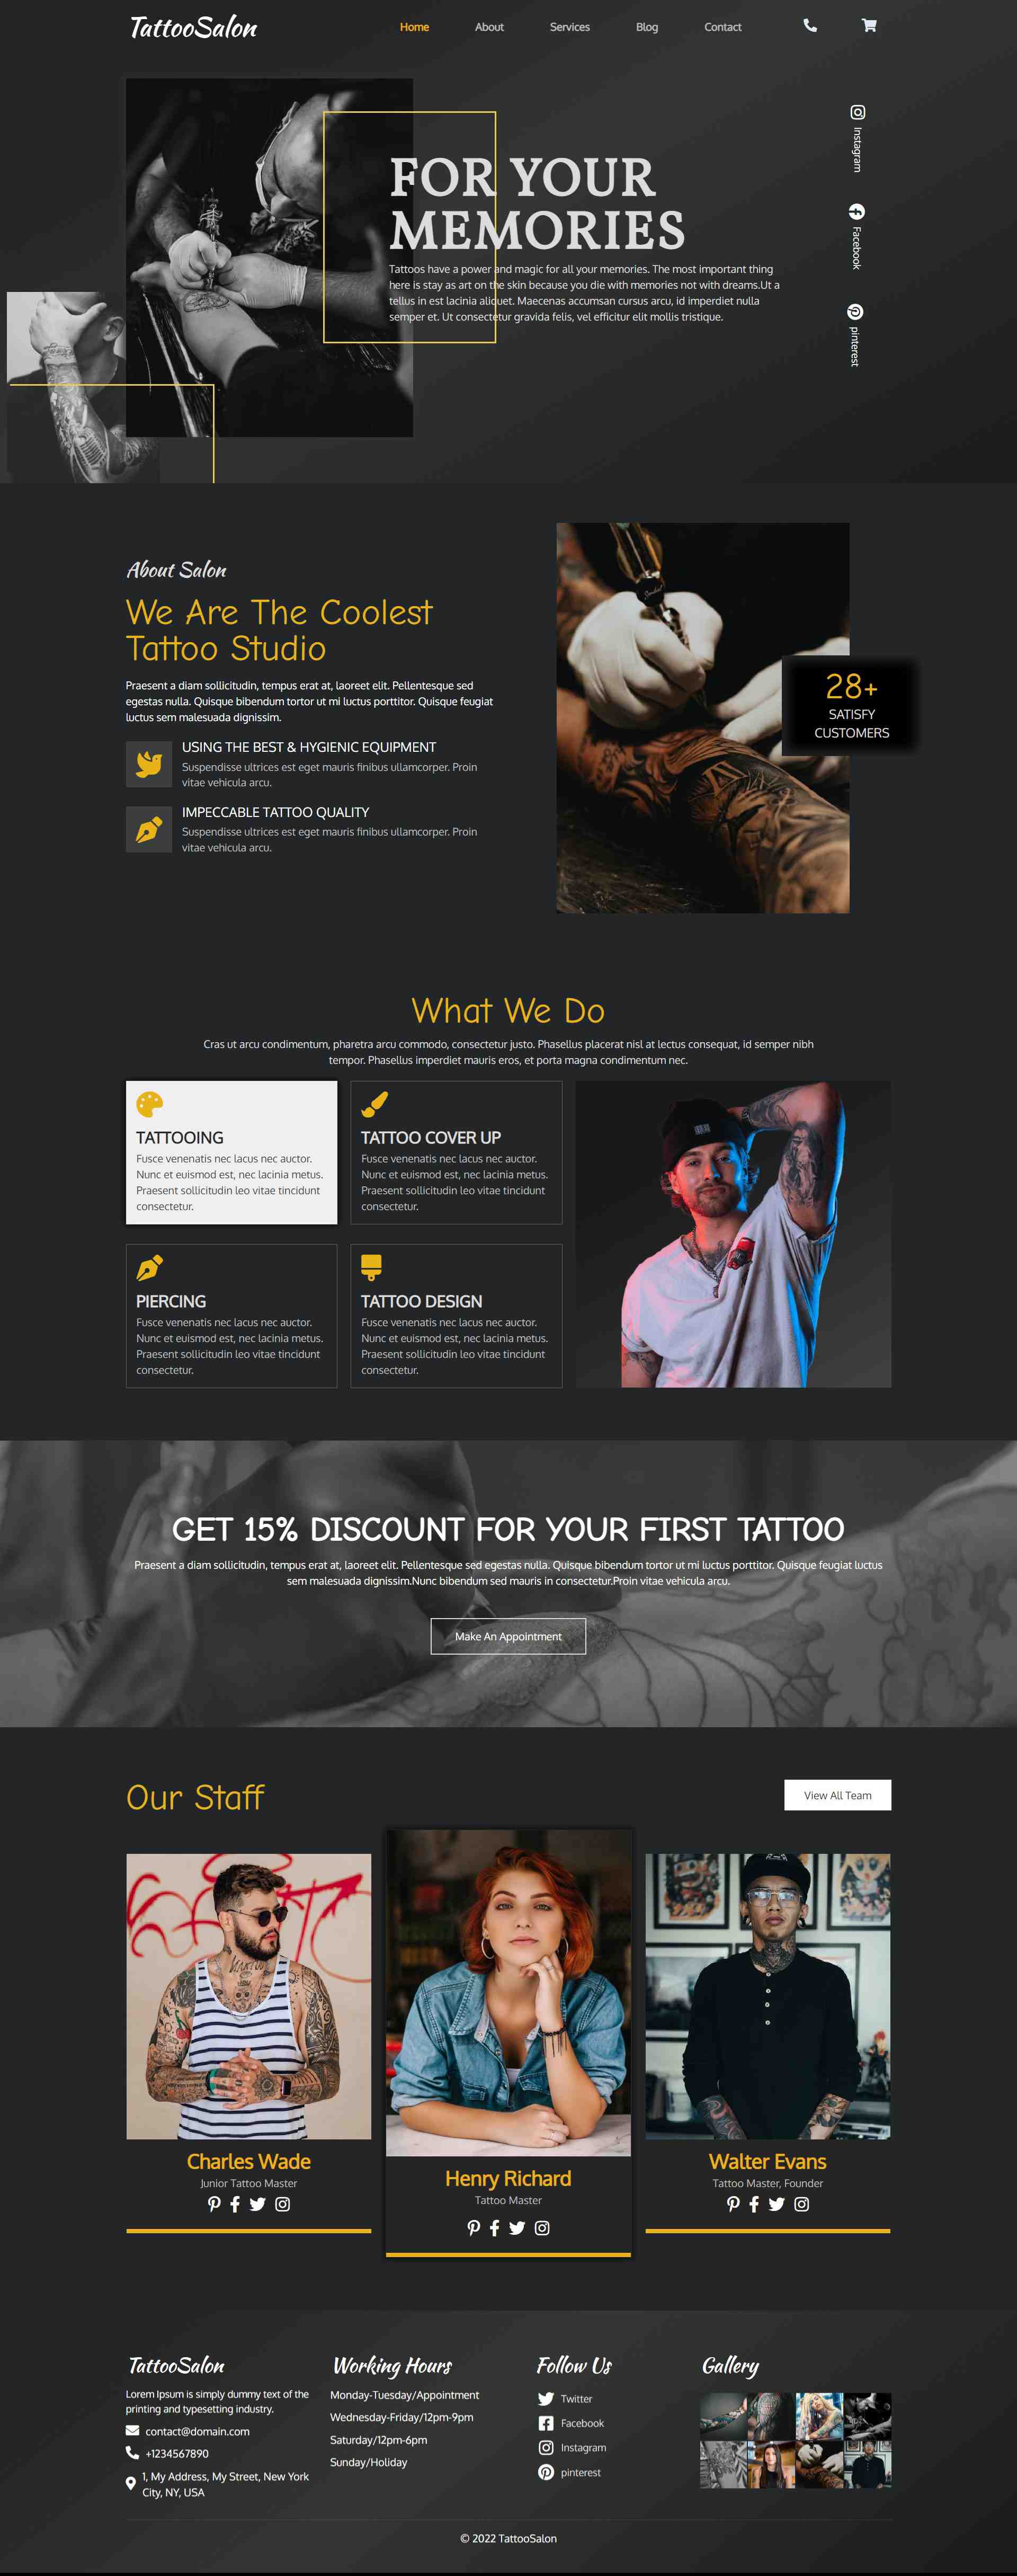 TattooSalon
Home
About
Services
Blog
Contact
Instagram
Facebook
pinterest
FOR YOUR
MEMORIES
Tattoos have a power and magic for all your memories. The most important thing
here is stay as art on the skin because you die with memories not with dreams.Ut a
tellus in est lacinia aliquet. Maecenas accumsan cursus arcu, id imperdiet nulla
semper et. Ut consectetur gravida felis, vel efficitur elit mollis tristique.
About Salon
We Are The Coolest
Tattoo Studio
Praesent a diam sollicitudin, tempus erat at, laoreet elit. Pellentesque sed
egestas nulla. Quisque bibendum tortor ut mi luctus porttitor. Quisque feugiat
luctus sem malesuada dignissim.
USING THE BEST & HYGIENIC EQUIPMENT
Suspendisse ultrices est eget mauris finibus ullamcorper. Proin
vitae vehicula arcu.
IMPECCABLE TATTOO QUALITY
Suspendisse ultrices est eget mauris finibus ullamcorper. Proin
vitae vehicula arcu.
28+
SATISFY
CUSTOMERS
What We Do
Cras ut arcu condimentum, pharetra arcu commodo, consectetur justo. Phasellus placerat nisl at lectus consequat, id semper nibh
tempor. Phasellus imperdiet mauris eros, et porta magna condimentum nec.
TATTOOING
Fusce venenatis nec lacus nec auctor.
Nunc et euismod est, nec lacinia metus.
Praesent sollicitudin leo vitae tincidunt
consectetur.
TATTOO COVER UP
Fusce venenatis nec lacus nec auctor.
Nunc et euismod est, nec lacinia metus.
Praesent sollicitudin leo vitae tincidunt
consectetur.
PIERCING
Fusce venenatis nec lacus nec auctor.
Nunc et euismod est, nec lacinia metus.
Praesent sollicitudin leo vitae tincidunt
consectetur.
TATTOO DESIGN
Fusce venenatis nec lacus nec auctor.
Nunc et euismod est, nec lacinia metus.
Praesent sollicitudin leo vitae tincidunt
consectetur.
GET 15% DISCOUNT FOR YOUR FIRST TATTOO
Praesent a diam sollicitudin, tempus erat at, laoreet elit. Pellentesque sed egestas nulla. Quisque bibendum tortor ut mi luctus porttitor. Quisque feugiat luctus
sem malesuada dignissim.Nunc bibendum sed mauris in consectetur.Proin vitae vehicula arcu.
Make An Appointment
Our Staff
View All Team
Charles Wade
Junior Tattoo Master
Henry Richard
Tattoo Master
Walter Evans
Tattoo Master, Founder
TattooSalon
Lorem Ipsum is simply dummy text of the
printing and typesetting industry.
contact@domain.com
+1234567890
1, My Address, My Street, New York
City, NY, USA
Working Hours
Monday-Tuesday/Appointment
Wednesday-Friday/12pm-9pm
Saturday/12pm-6pm
Sunday/Holiday
Follow Us
Twitter
Facebook
Instagram
pinterest
Gallery
© 2022 TattooSalon